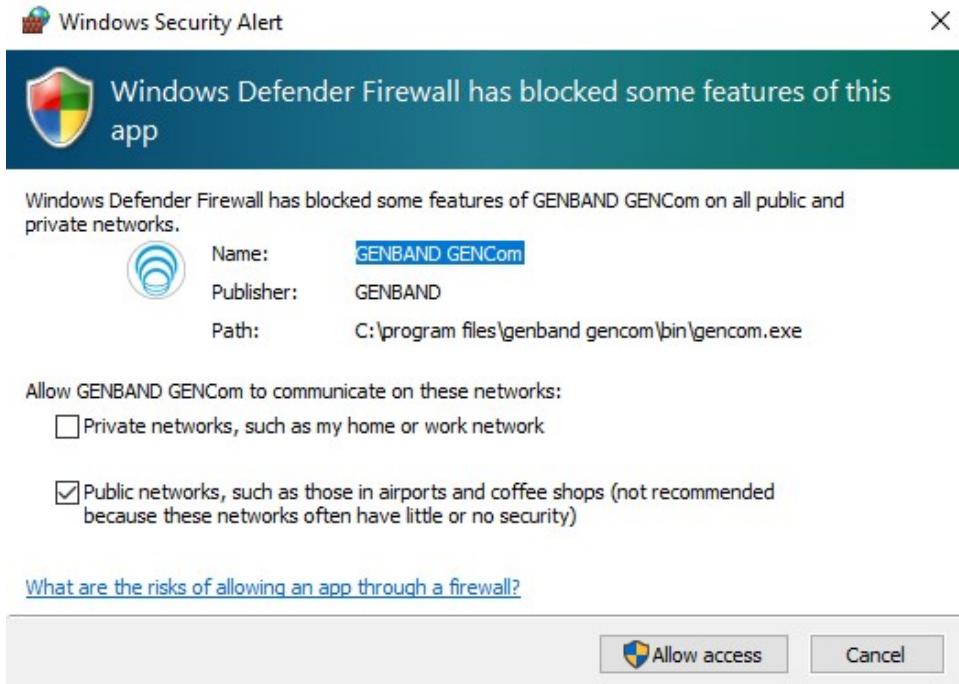 Windows Security Alert
Windows Defender Firewall has blocked some features of this
app
Windows Defender Firewall has blocked some features of GENBAND GENCom on all public and
private networks.
Name: GENBAND GENCom
Publisher: GENBAND
Path: C:\program files\genband gencom\bin\gencom.exe
Allow GENBAND GENCom to communicate on these networks:
Private networks, such as my home or work network
Public networks, such as those in airports and coffee shops (not recommended
because these networks often have little or no security)
What are the risks of allowing an app through a firewall?
Allow access Cancel